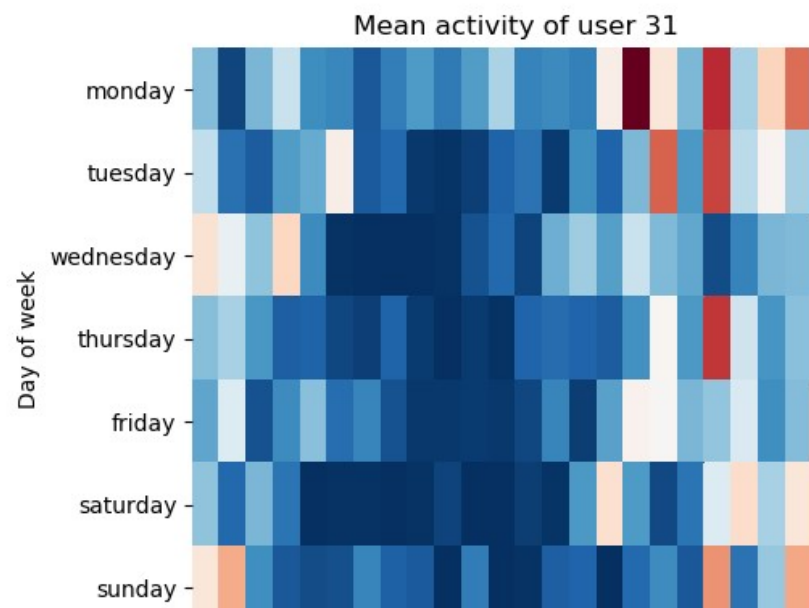 Mean activity of user 31
Day of week
monday
tuesday
wednesday
thursday
friday
saturday
sunday